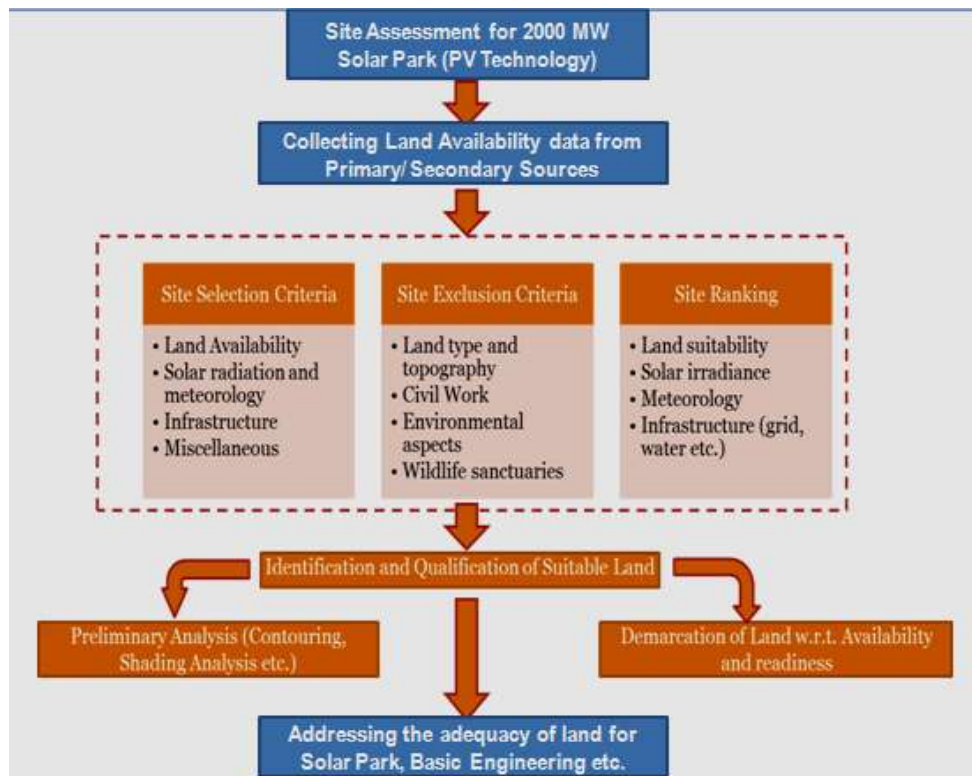 Site Assessment for 2000 MW
Solar Park (PV Technology)
Collecting Land Availability data from
Primary/ Secondary Sources
Site Selection Criteria
• Land Availability
• Solar radiation and
meteorology
• Infrastructure
• Miscellaneous
Site Exclusion Criteria
• Land type and
topography
• Civil Work
• Environmental
aspects
• Wildlife sanctuaries
Site Ranking
• Land suitability
• Solar irradiance
• Meteorology
• Infrastructure (grid,
water etc.)
Identification and Qualification of Suitable Land
Preliminary Analysis (Contouring,
Shading Analysis etc.)
Demarcation of Land w.r.t. Availability
and readiness
Addressing the adequacy of land for
Solar Park, Basic Engineering etc.